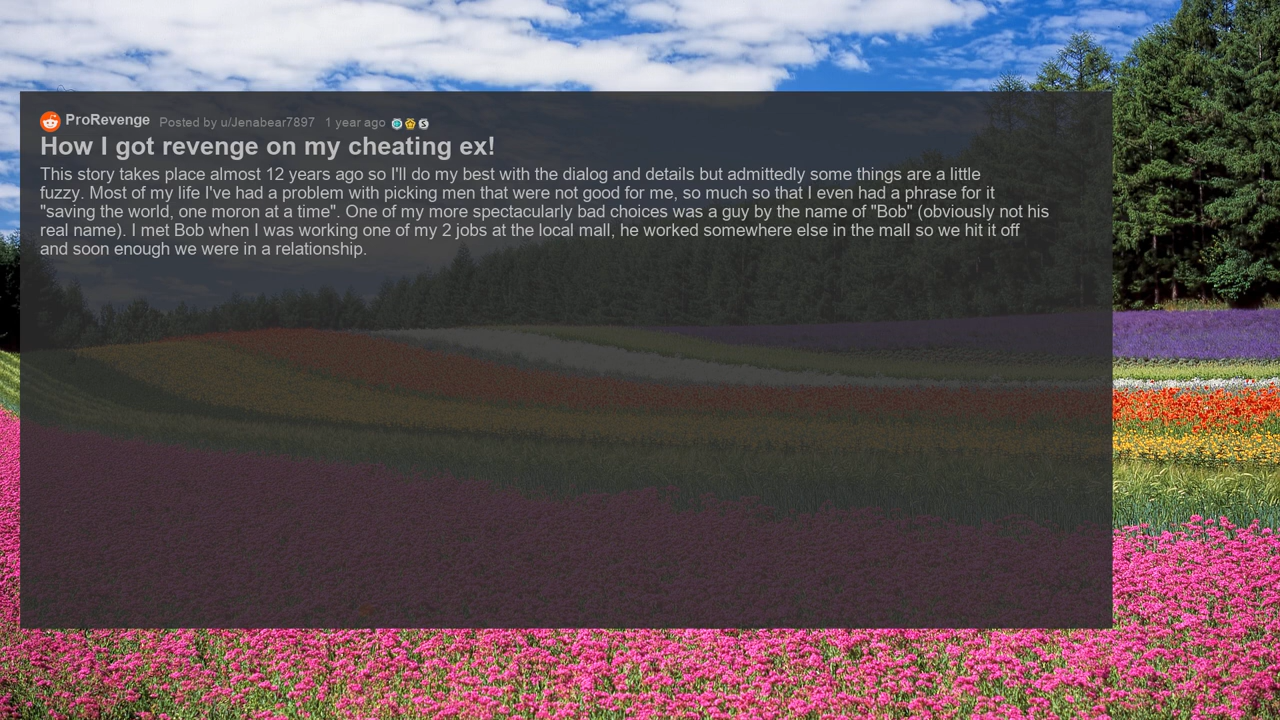 ProRevenge Posted by u/Jenabear7897 1 year ago
How I got revenge on my cheating ex!
This story takes place almost 12 years ago so I'll do my best with the dialog and details but admittedly some things are a little
fuzzy. Most of my life I've had a problem with picking men that were not good for me, so much so that I even had a phrase for it
"saving the world, one moron at a time". One of my more spectacularly bad choices was a guy by the name of "Bob" (obviously not his
real name). I met Bob when I was working one of my 2 jobs at the local mall, he worked somewhere else in the mall so we hit it off
and soon enough we were in a relationship.